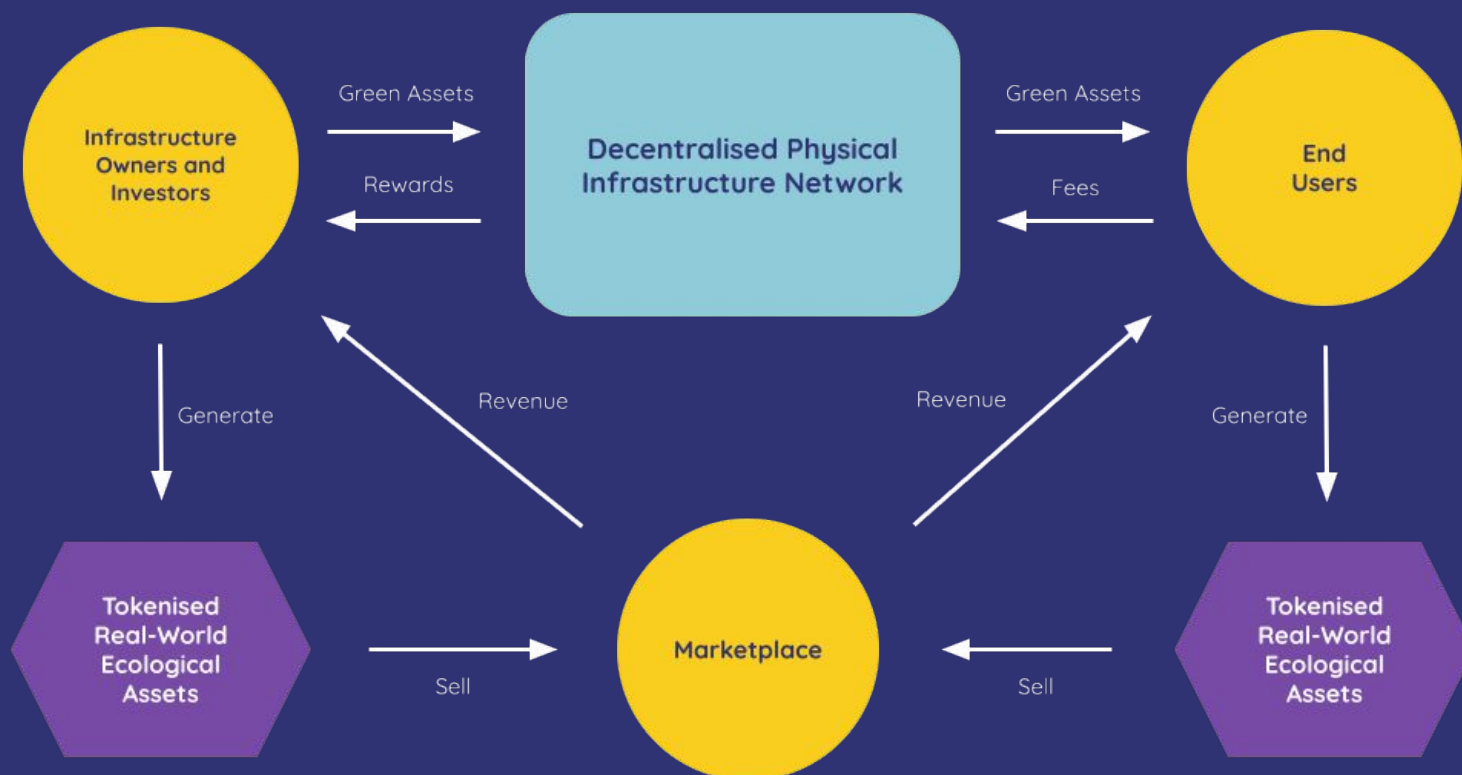 Infrastructure
Owners and
Investors
Green Assets
Rewards
Decentralised Physical
Infrastructure Network
Green Assets
Fees
End
Users
Generate
Revenue
Revenue
Generate
Tokenised
Real-World
Ecological
Assets
Sell
Marketplace
Sell
Tokenised
Real-World
Ecological
Assets